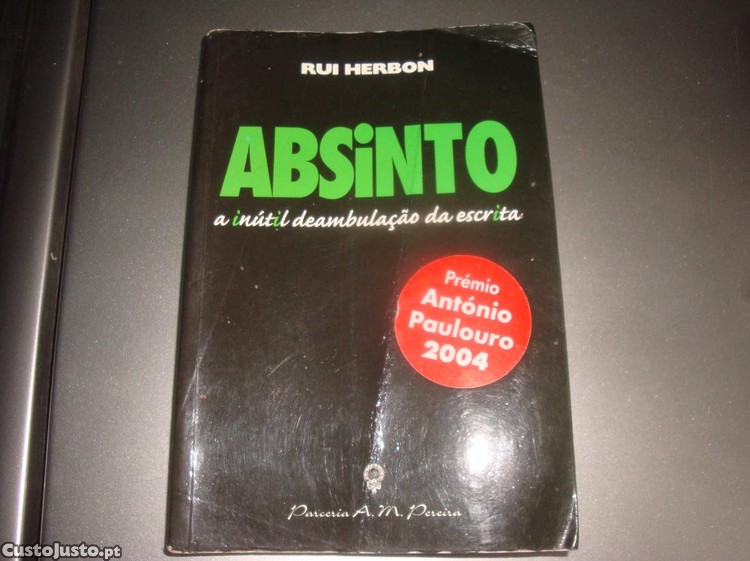 RUI HERBON
ABSiNTO
a inútil deambulação da escrita
Prémio
António
Paulouro
2004
Parceria A. M. Pereira
CustoJusto.pt